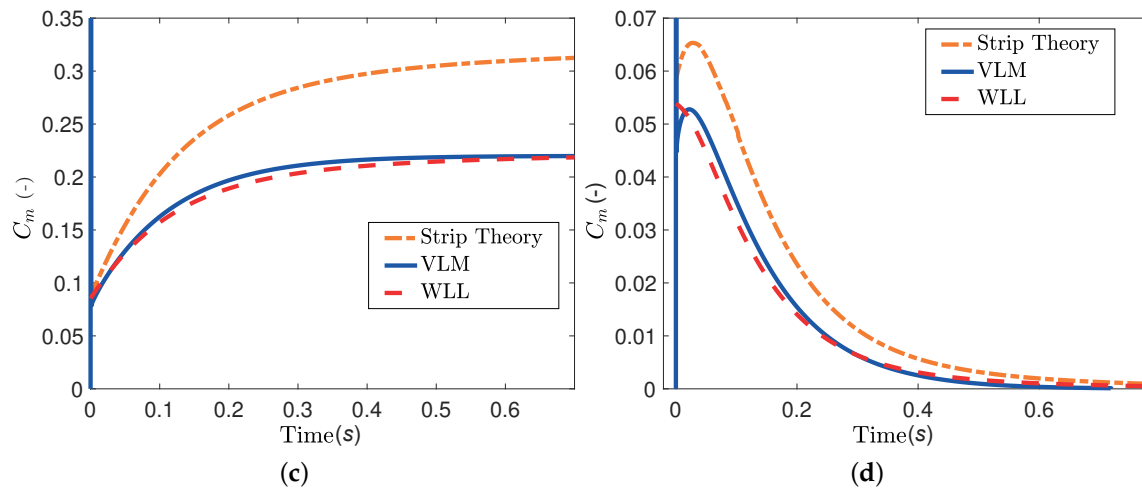 0.35
0.3
0.25
0.2
0.15
0.1
0.05
0
C_m (-)
Strip Theory
VLM
WLL
0 0.1 0.2 0.3 0.4 0.5 0.6
Time(s)
(c)
0.07
0.06
0.05
0.04
0.03
0.02
0.01
0
C_m (-)
Strip Theory
VLM
WLL
0 0.2 0.4 0.6
Time(s)
(d)